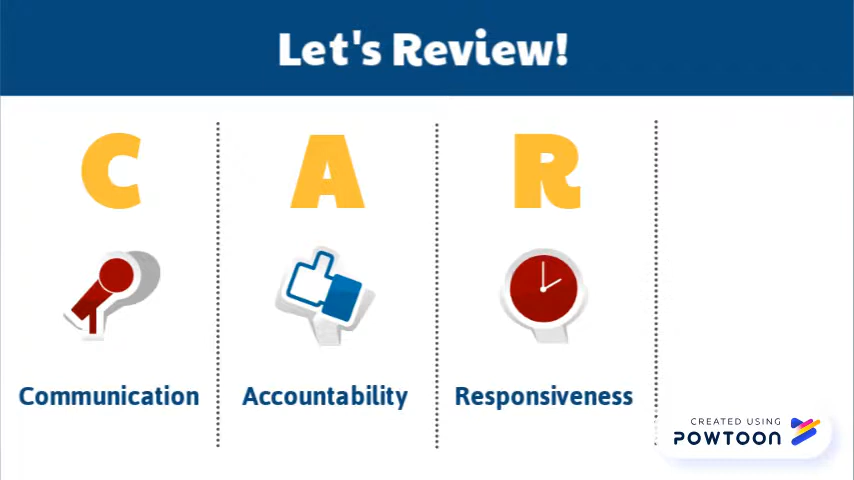 Let's Review!
C A R
Communication Accountability Responsiveness
CREATED USING
POWTOON